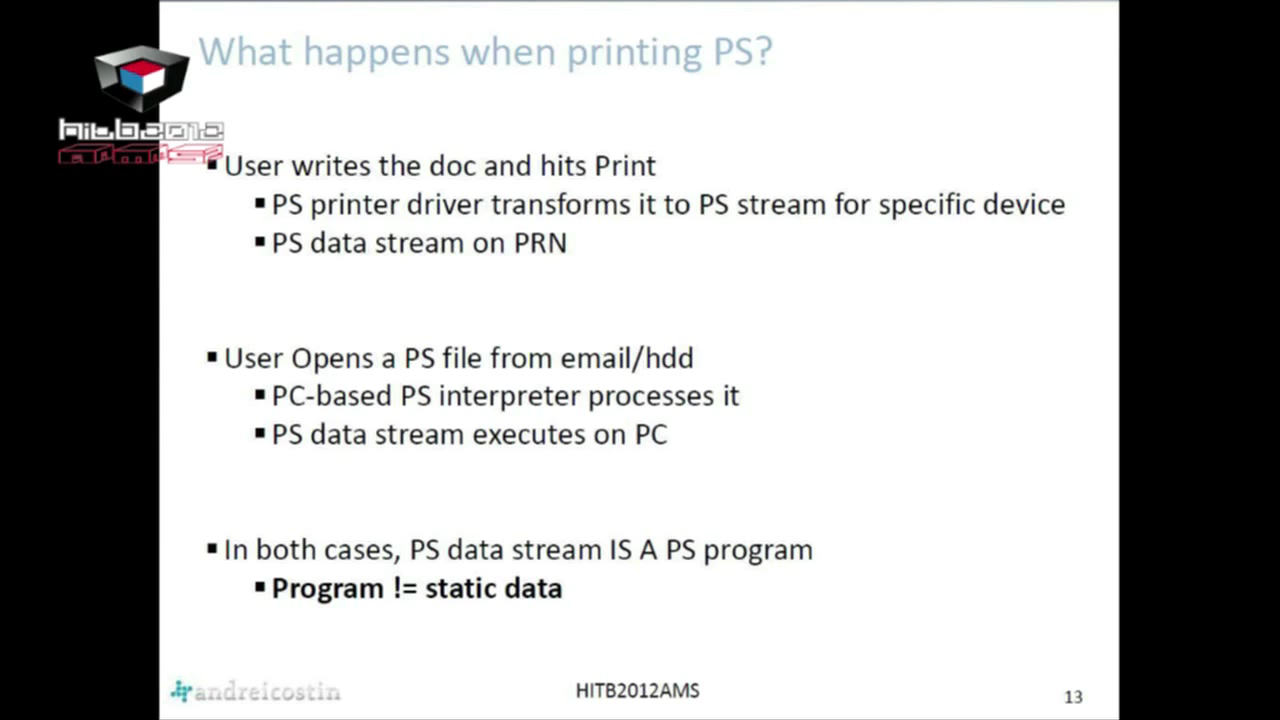 What happens when printing PS?
hitb2012
amas?
▪ User writes the doc and hits Print
▪ PS printer driver transforms it to PS stream for specific device
▪ PS data stream on PRN
▪ User Opens a PS file from email/hdd
▪ PC-based PS interpreter processes it
▪ PS data stream executes on PC
▪ In both cases, PS data stream IS A PS program
▪ Program != static data
andreicostin
HITB2012AMS
13